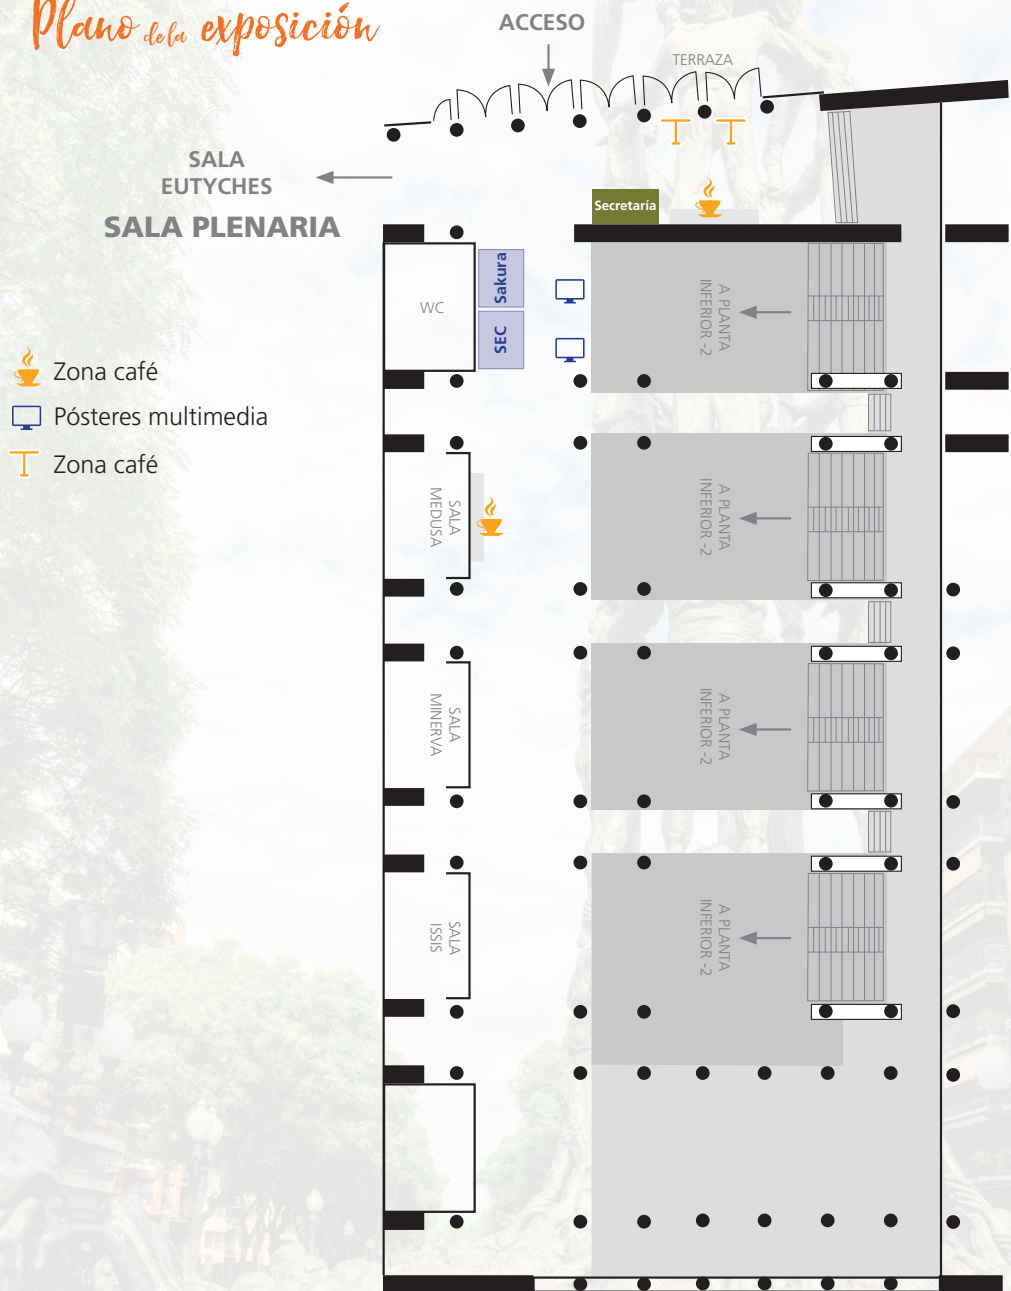 Plano de la exposición
ACCESO
TERRAZA
SALA
EUTYCHES
SALA PLENARIA
Secretaría
Sakura
SEC
WC
A PLANTA
INFERIOR -2
Zona café
Pósteres multimedia
Zona café
SALA
MEDUSA
A PLANTA
INFERIOR -2
SALA
MINERVA
A PLANTA
INFERIOR -2
SALA
ISSIS
A PLANTA
INFERIOR -2